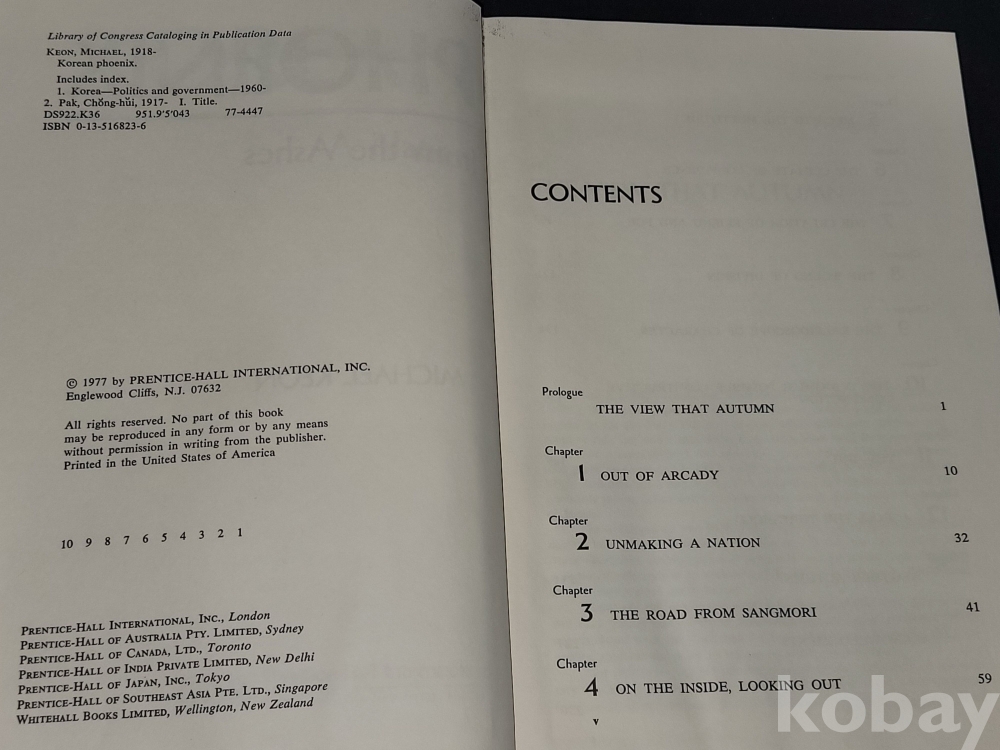 Library of Congress Cataloging in Publication Data
KEON, MICHAEL, 1918-
Korean phoenix.
Includes index.
1. Korea—Politics and government—1960-
2. Pak, Chŏng-hŭi, 1917- I. Title.
DS922.K36 951.9'5'043 77-4447
ISBN 0-13-516823-6
© 1977 by PRENTICE-HALL INTERNATIONAL, INC.
Englewood Cliffs, N.J. 07632
All rights reserved. No part of this book
may be reproduced in any form or by any means
without permission in writing from the publisher.
Printed in the United States of America
10 9 8 7 6 5 4 3 2 1
PRENTICE-HALL INTERNATIONAL, INC., London
PRENTICE-HALL OF AUSTRALIA PTY. LIMITED, Sydney
PRENTICE-HALL OF CANADA, LTD., Toronto
PRENTICE-HALL OF INDIA PRIVATE LIMITED, New Delhi
PRENTICE-HALL OF JAPAN, INC., Tokyo
PRENTICE-HALL OF SOUTHEAST ASIA PTE. LTD., Singapore
WHITEHALL BOOKS LIMITED, Wellington, New Zealand
CONTENTS
Prologue
THE VIEW THAT AUTUMN 1
Chapter
1 OUT OF ARCADY 10
Chapter
2 UNMAKING A NATION 32
Chapter
3 THE ROAD FROM SANGMORI 41
Chapter
4 ON THE INSIDE, LOOKING OUT 59
v
kobay